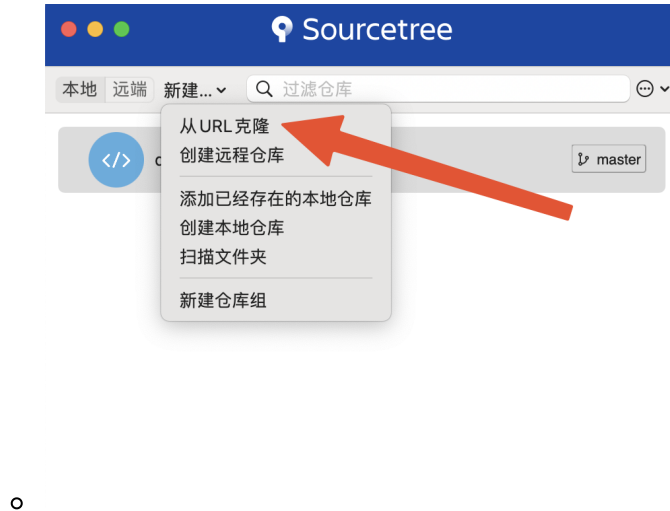 Sourcetree
本地 远端 新建... 过滤仓库
</> master
从URL克隆
创建远程仓库
添加已经存在的本地仓库
创建本地仓库
扫描文件夹
新建仓库组